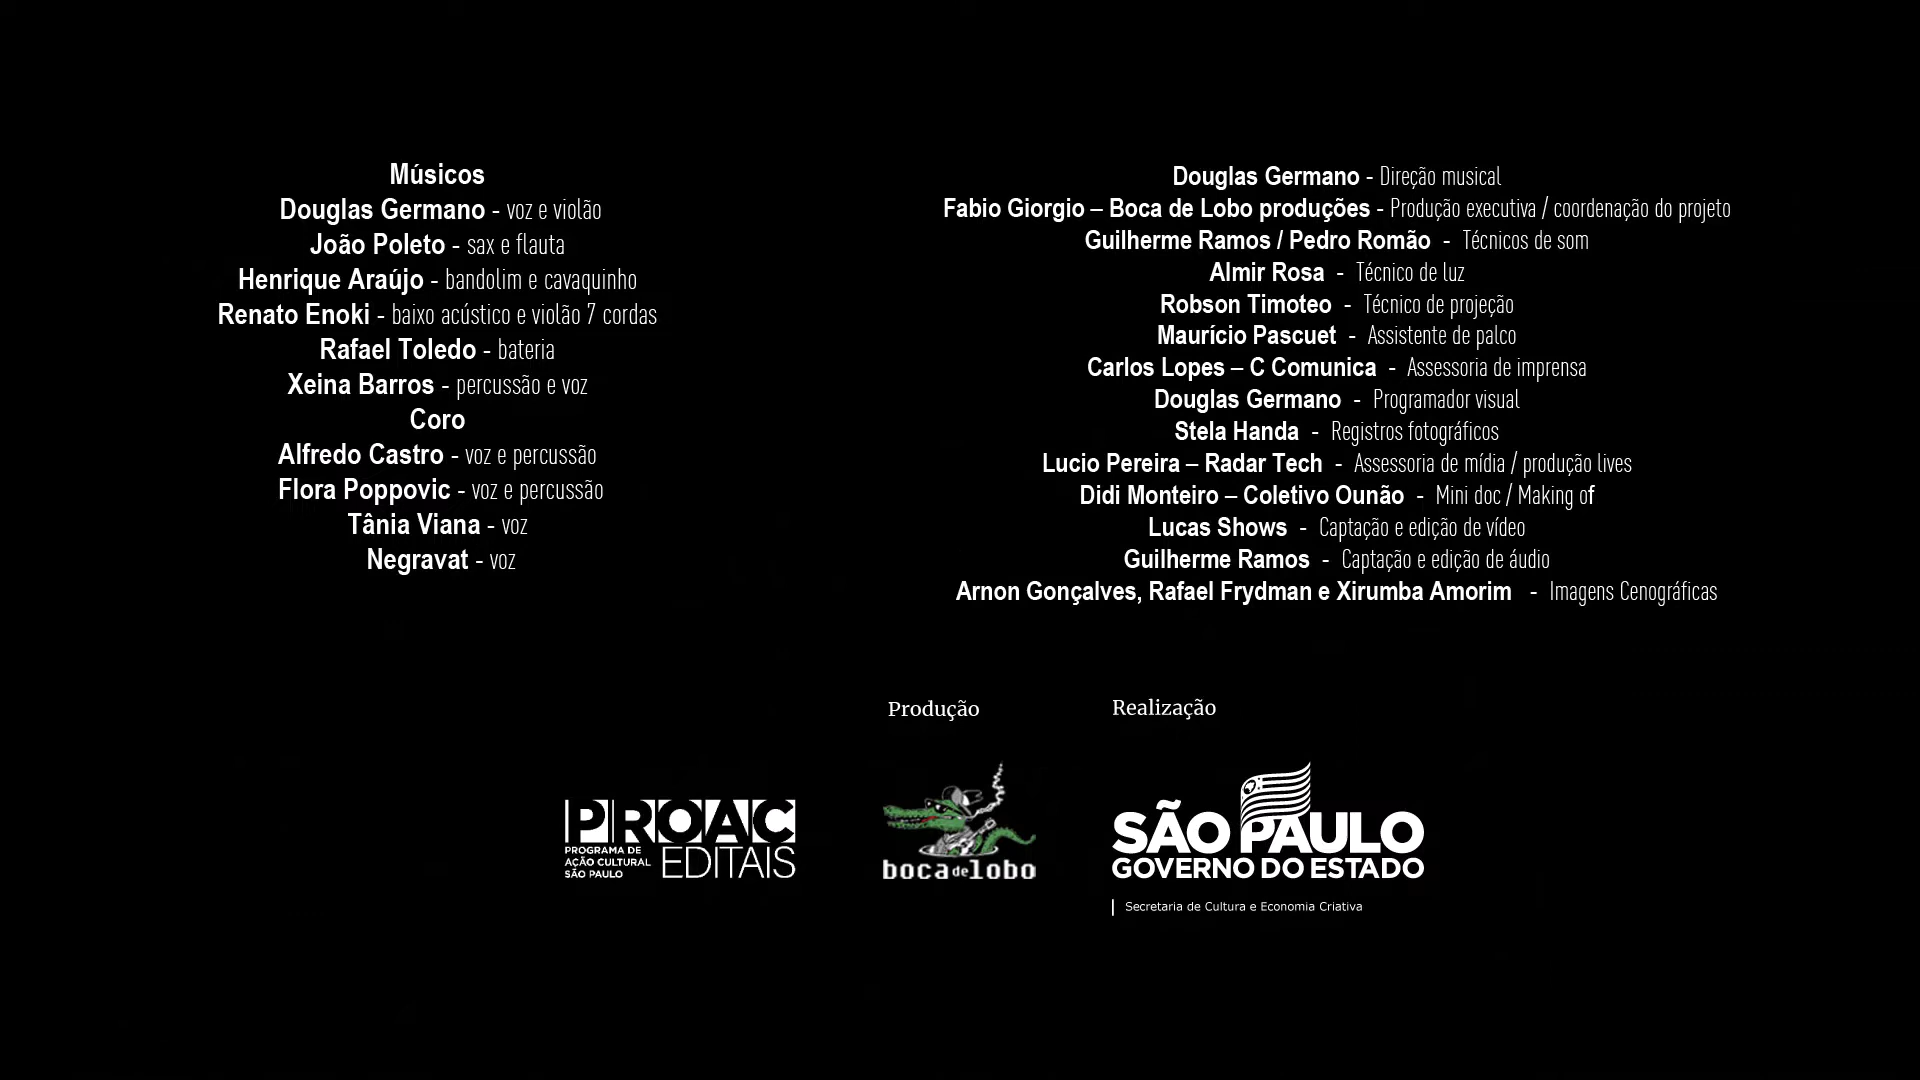 Músicos
Douglas Germano - voz e violão
João Poleto - sax e flauta
Henrique Araújo - bandolim e cavaquinho
Renato Enoki - baixo acústico e violão 7 cordas
Rafael Toledo - bateria
Xeina Barros - percussão e voz
Coro
Alfredo Castro - voz e percussão
Flora Poppovic - voz e percussão
Tânia Viana - voz
Negravat - voz
Douglas Germano - Direção musical
Fabio Giorgio – Boca de Lobo produções - Produção executiva / coordenação do projeto
Guilherme Ramos / Pedro Romão - Técnicos de som
Almir Rosa - Técnico de luz
Robson Timoteo - Técnico de projeção
Maurício Pascuet - Assistente de palco
Carlos Lopes – C Comunica - Assessoria de imprensa
Douglas Germano - Programador visual
Stela Handa - Registros fotográficos
Lucio Pereira – Radar Tech - Assessoria de mídia / produção lives
Didi Monteiro – Coletivo Ounão - Mini doc / Making of
Lucas Shows - Captação e edição de vídeo
Guilherme Ramos - Captação e edição de áudio
Arnon Gonçalves, Rafael Frydman e Xirumba Amorim - Imagens Cenográficas
Produção
Realização
PROAC
PROGRAMA DE
AÇÃO CULTURAL
SÃO PAULO
EDITAIS
boca de lobo
SÃO PAULO
GOVERNO DO ESTADO
Secretaria de Cultura e Economia Criativa